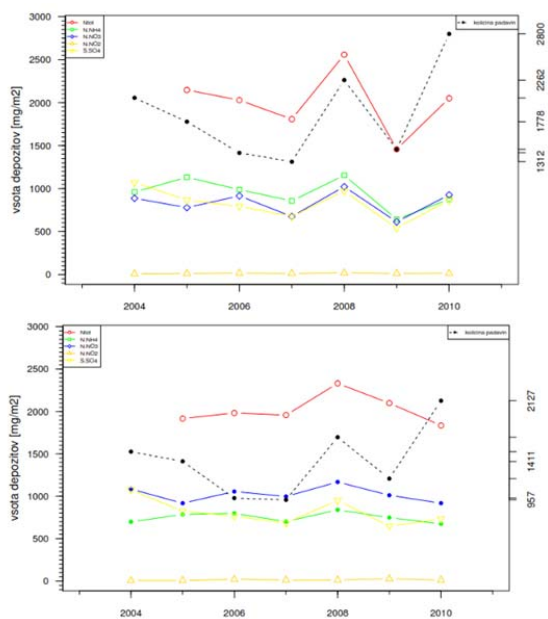 3000
2500
2000
1500
1000
500
0
vsota depozitov [mg/m2]
Ntot
N.NH4
N.NO3
N.NO2
S.SO4
količina padavin
2800
2262
1778
1312
2004
2006
2008
2010
3000
2500
2000
1500
1000
500
0
vsota depozitov [mg/m2]
Ntot
N.NH4
N.NO3
N.NO2
S.SO4
količina padavin
2127
1411
957
2004
2006
2008
2010